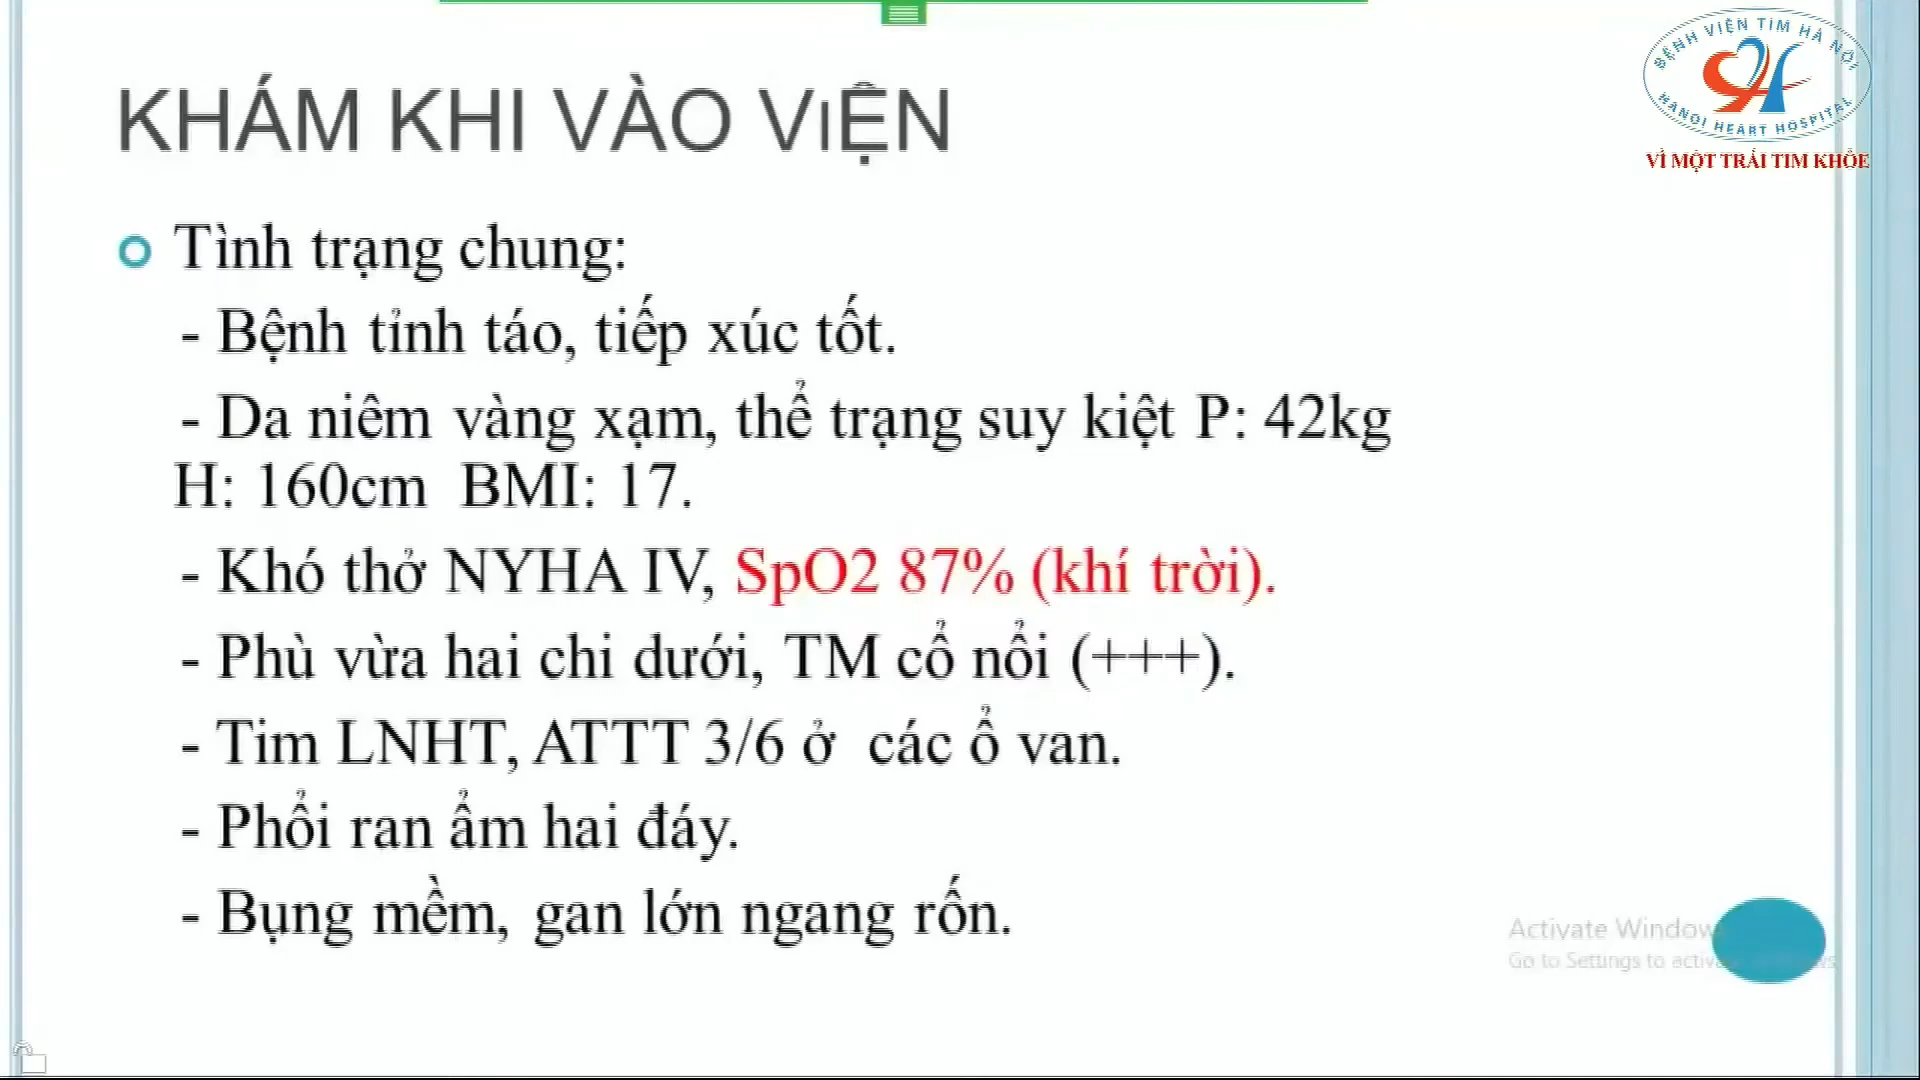 BỆNH VIỆN TIM HÀ NỘI
HANOI HEART HOSPITAL
VÌ MỘT TRÁI TIM KHỎE
KHÁM KHI VÀO VIỆN
Tình trạng chung:
- Bệnh tỉnh táo, tiếp xúc tốt.
- Da niêm vàng xạm, thể trạng suy kiệt P: 42kg
H: 160cm BMI: 17.
- Khó thở NYHA IV, SpO2 87% (khí trời).
- Phù vừa hai chi dưới, TM cổ nổi (+++).
- Tim LNHT, ATTT 3/6 ở các ổ van.
- Phổi ran ẩm hai đáy.
- Bụng mềm, gan lớn ngang rốn.
Activate Window
Go to Settings to activa